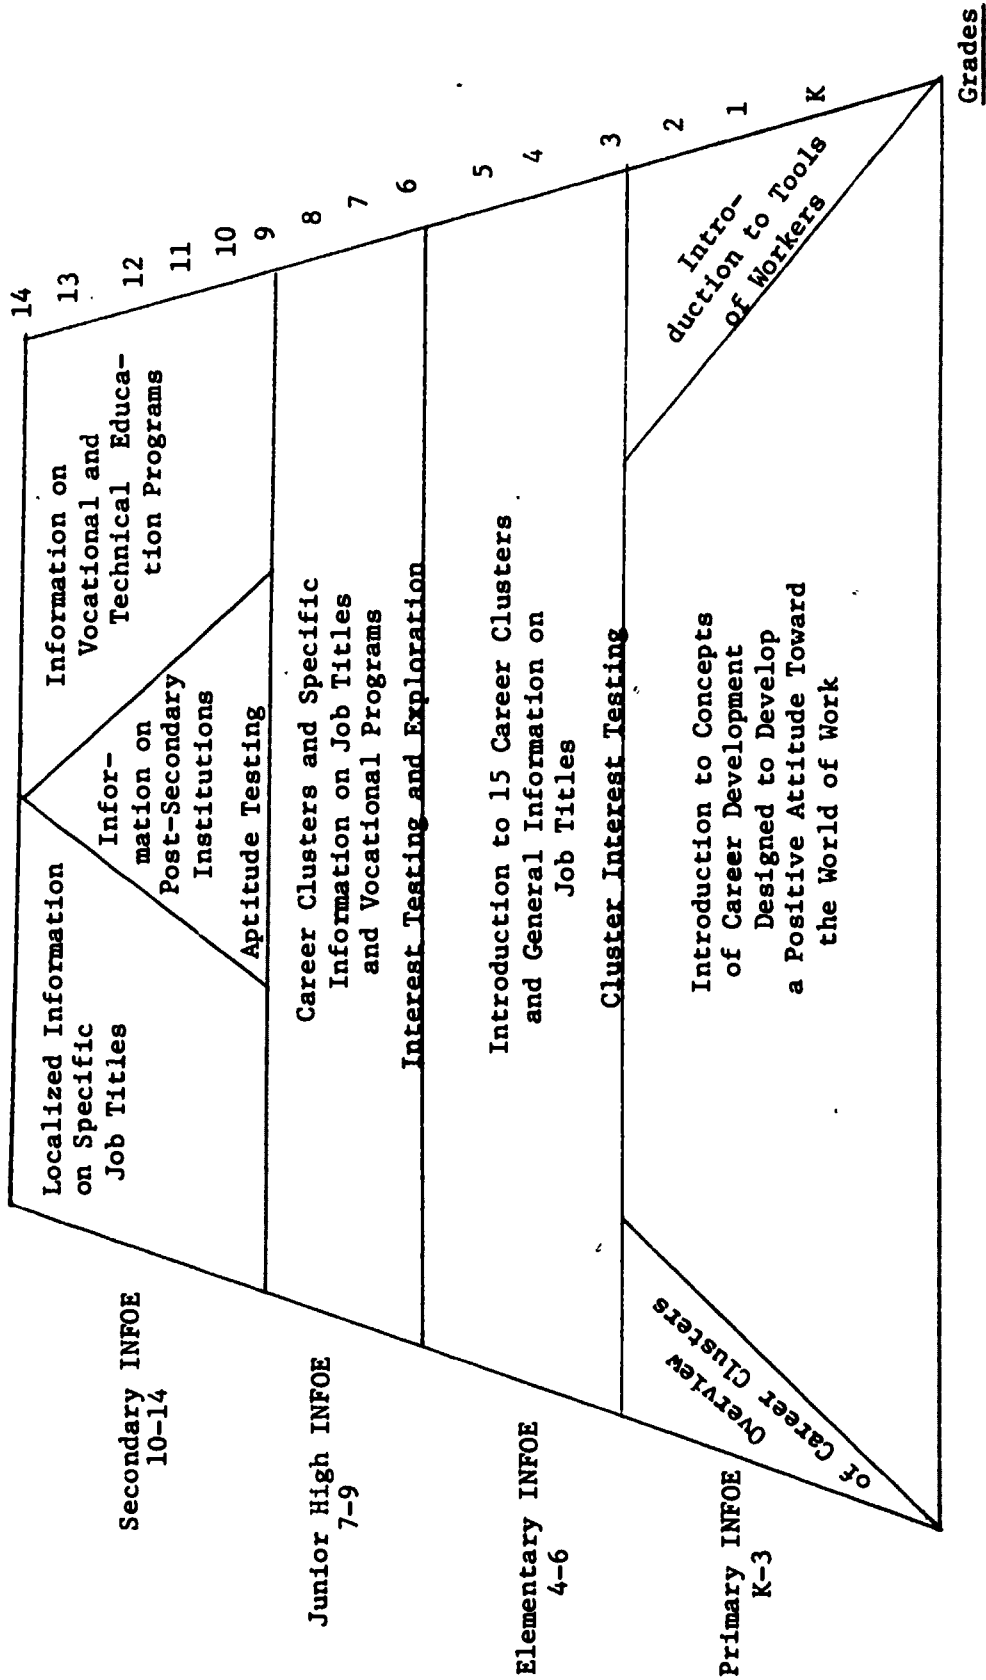 Secondary INFOE
10-14
Localized Information
on Specific
Job Titles
Infor-
mation on
Post-Secondary
Institutions
Aptitude Testing
Information on
Vocational and
Technical Educa-
tion Programs
14
13
12
11
10
9
Junior High INFOE
7-9
Career Clusters and Specific
Information on Job Titles
and Vocational Programs
Interest Testing and Exploration
8
7
6
Elementary INFOE
4-6
Introduction to 15 Career Clusters
and General Information on
Job Titles
Cluster Interest Testing
5
4
3
Primary INFOE
K-3
Overview
of Career Clusters
Introduction to Concepts
of Career Development
Designed to Develop
a Positive Attitude Toward
the World of Work
Intro-
duction to Tools
of Workers
2
1
K
Grades